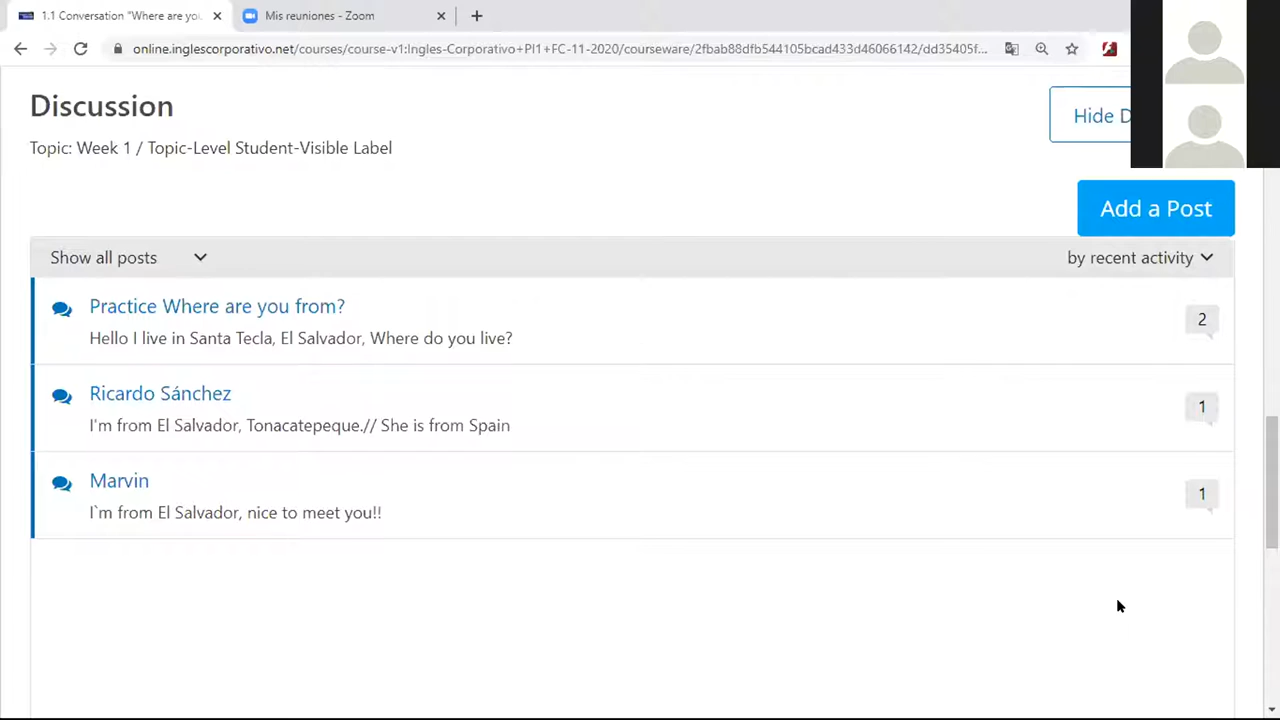 1.1 Conversation "Where are you
Mis reuniones - Zoom
online.inglescorporativo.net/courses/course-v1:Ingles-Corporativo+PI1+FC-11-2020/courseware/2fbab88dfb544105bcad433d46066142/dd35405f...
Discussion
Hide D
Topic: Week 1 / Topic-Level Student-Visible Label
Add a Post
Show all posts
by recent activity
Practice Where are you from?
2
Hello I live in Santa Tecla, El Salvador, Where do you live?
Ricardo Sánchez
1
I'm from El Salvador, Tonacatepeque.// She is from Spain
Marvin
1
I`m from El Salvador, nice to meet you!!